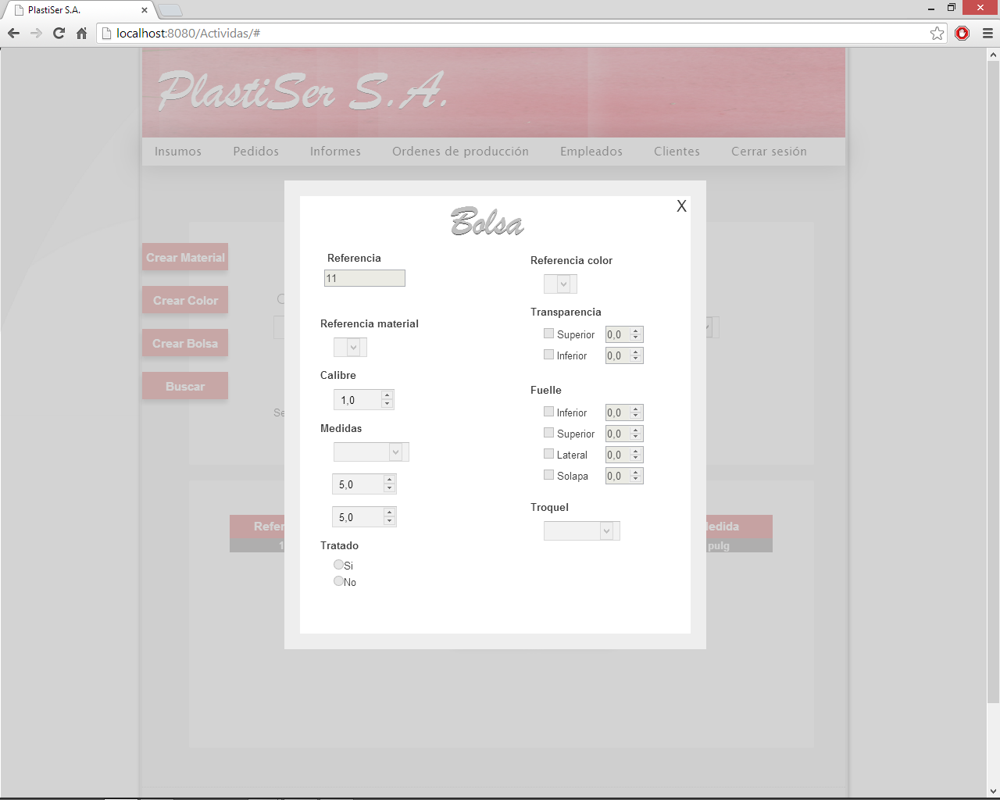 PlastiSer S.A.
localhost:8080/Actividas/#
PlastiSer S.A.
Insumos Pedidos Informes Ordenes de producción Empleados Clientes Cerrar sesión
Crear Material
Crear Color
Crear Bolsa
Buscar
Se
Refer
1
edida
pulg
Bolsa
X
Referencia
11
Referencia material
Calibre
1,0
Medidas
5,0
5,0
Tratado
Si
No
Referencia color
Transparencia
Superior 0,0
Inferior 0,0
Fuelle
Inferior 0,0
Superior 0,0
Lateral 0,0
Solapa 0,0
Troquel